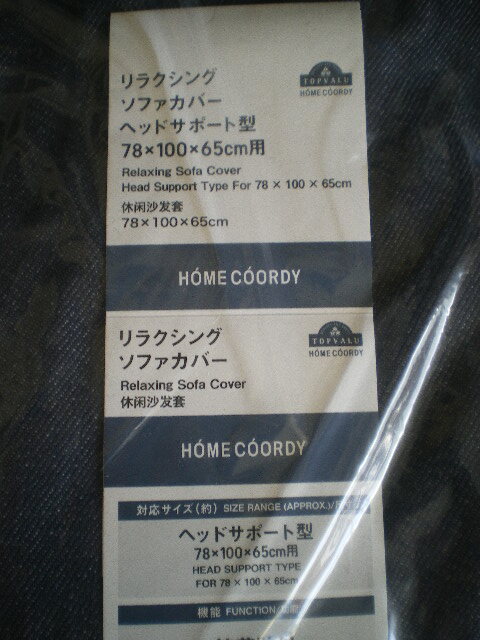 リラクシング
ソファカバー
ヘッドサポート型
78×100×65cm用
Relaxing Sofa Cover
Head Support Type For 78 × 100 × 65cm
休闲沙发套
78×100×65cm
TOPVALU
HÓME CÓORDY
HÓME CÓORDY
リラクシング
ソファカバー
Relaxing Sofa Cover
休闲沙发套
TOPVALU
HÓME CÓORDY
HÓME CÓORDY
対応サイズ(約) SIZE RANGE (APPROX.)/
ヘッドサポート型
78×100×65cm用
HEAD SUPPORT TYPE
FOR 78 × 100 × 65cm
機能 FUNCTION/